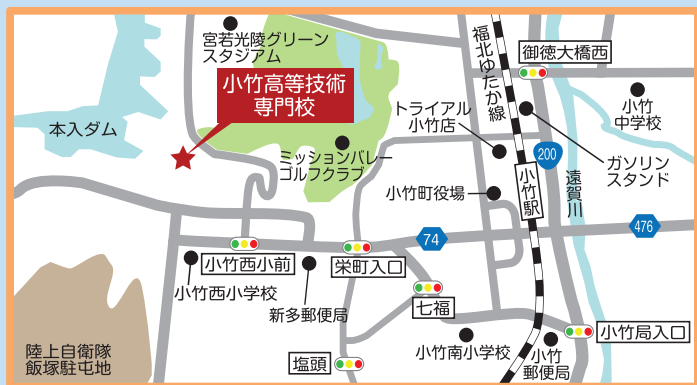 宮若光陵グリーン
スタジアム
小竹高等技術
専門校
本入ダム
ミッションバレー
ゴルフクラブ
福北ゆたか線
御徳大橋西
トライアル
小竹店
小竹
中学校
200
ガソリン
スタンド
小竹町役場
小竹駅
遠賀川
74
476
小竹西小前
栄町入口
小竹西小学校
新多郵便局
七福
陸上自衛隊
飯塚駐屯地
塩頭
小竹南小学校
小竹
郵便局
小竹局入口